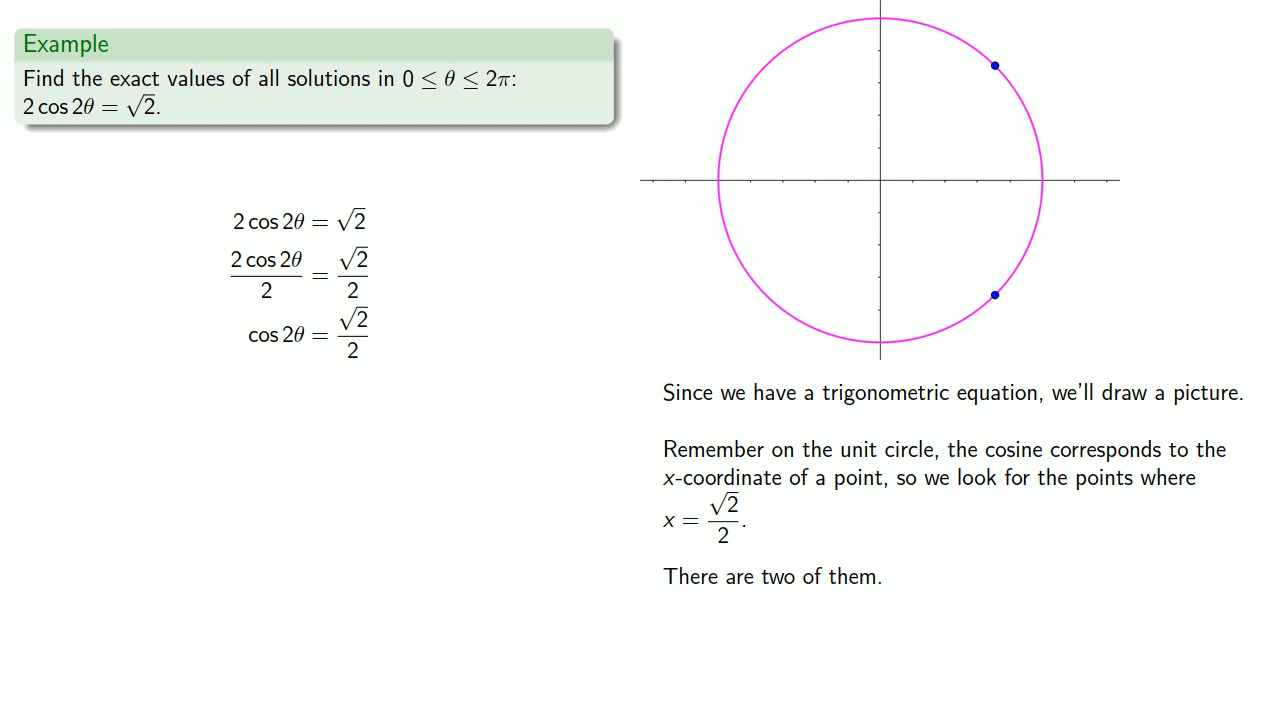 Example
Find the exact values of all solutions in 0 ≤ θ ≤ 2π:
2 cos 2θ = √2.
2 cos 2θ = √2
2 cos 2θ / 2 = √2 / 2
cos 2θ = √2 / 2
Since we have a trigonometric equation, we'll draw a picture.
Remember on the unit circle, the cosine corresponds to the
x-coordinate of a point, so we look for the points where
x = √2 / 2.
There are two of them.